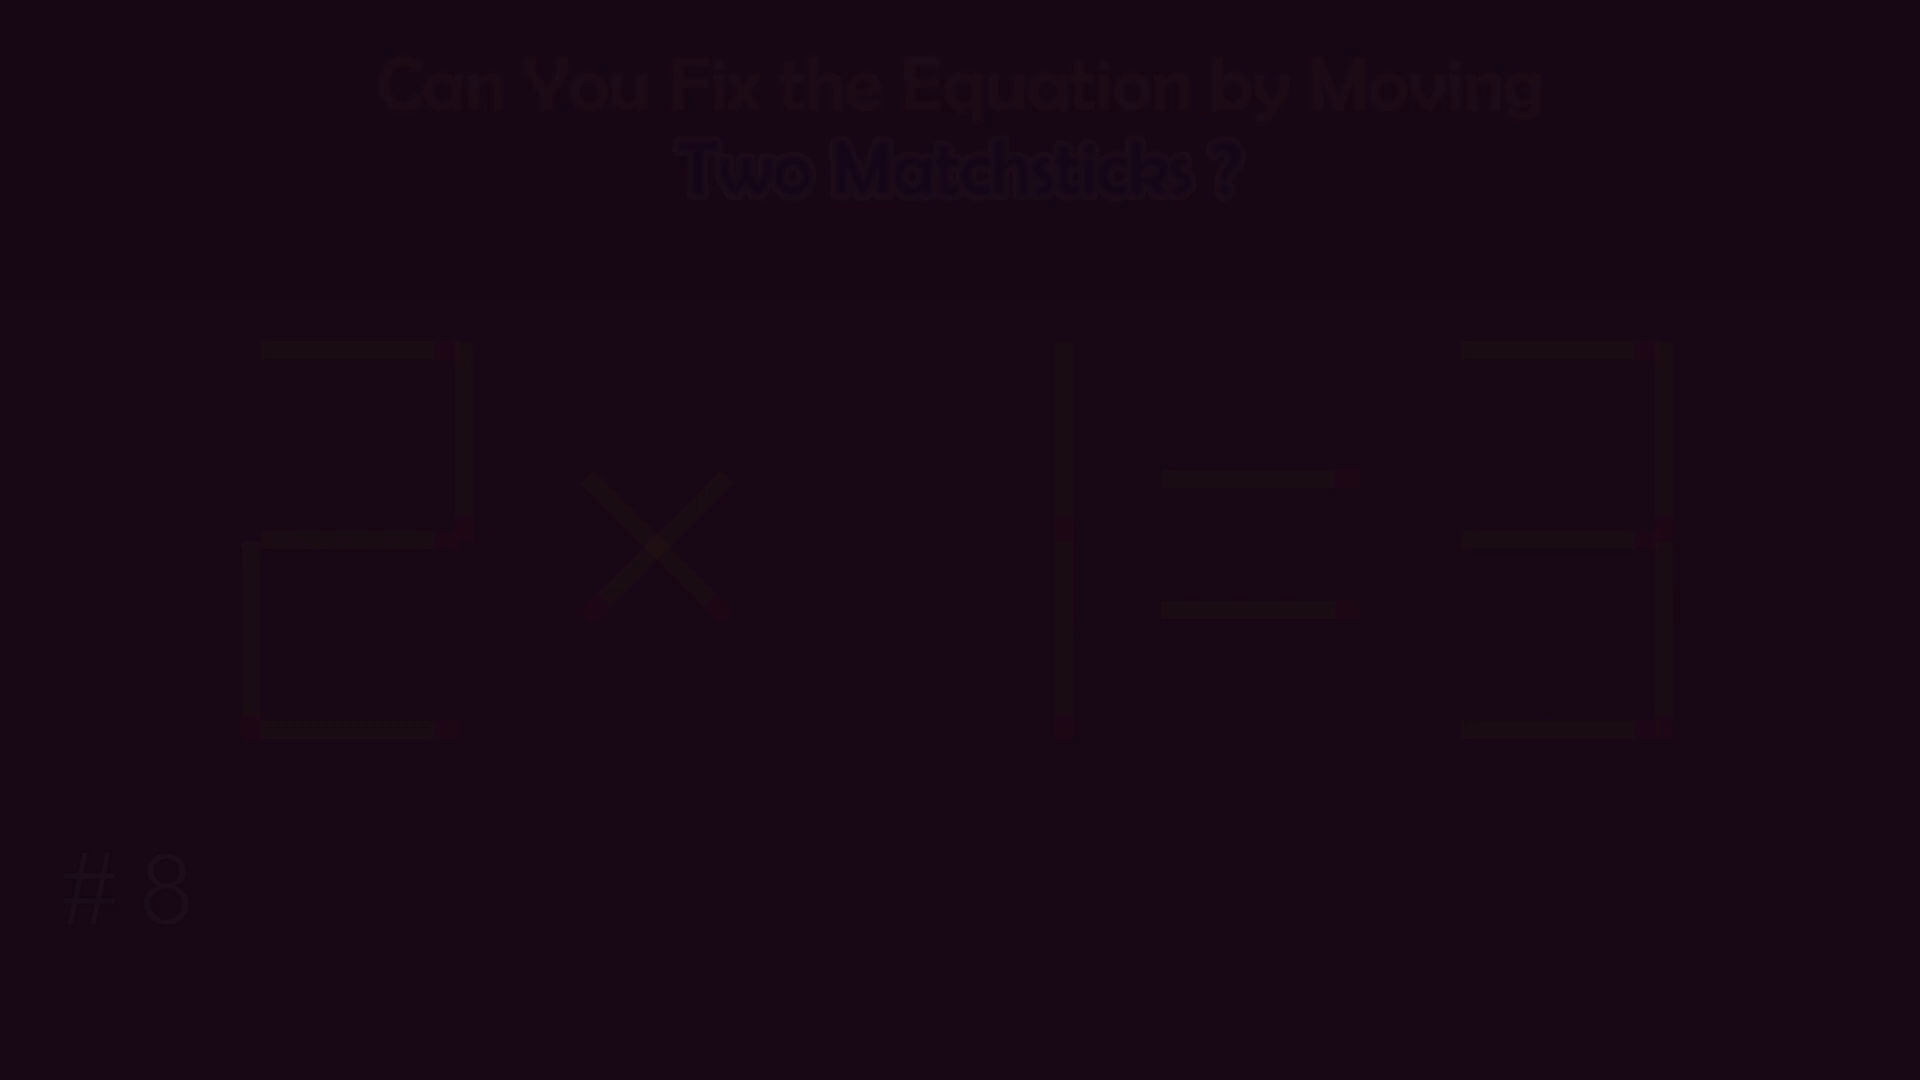 Can You Fix the Equation by Moving
Two Matchsticks ?
2 × 1 = 3
# 8